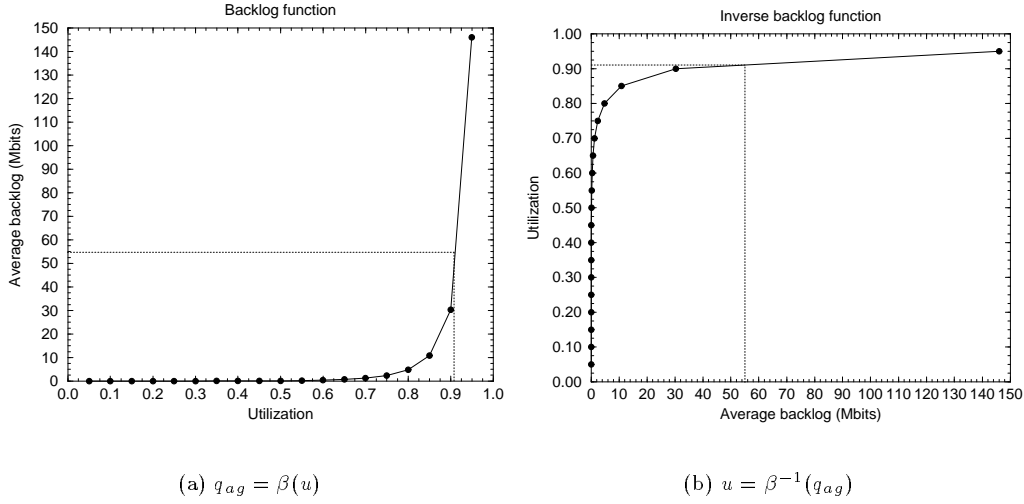 Backlog function
Average backlog (Mbits)
150
140
130
120
110
100
90
80
70
60
50
40
30
20
10
0
0.0 0.1 0.2 0.3 0.4 0.5 0.6 0.7 0.8 0.9 1.0
Utilization
(a) q_{ag} = β(u)
Inverse backlog function
Utilization
1.00
0.90
0.80
0.70
0.60
0.50
0.40
0.30
0.20
0.10
0.00
0 10 20 30 40 50 60 70 80 90 100 110 120 130 140 150
Average backlog (Mbits)
(b) u = β^{-1}(q_{ag})